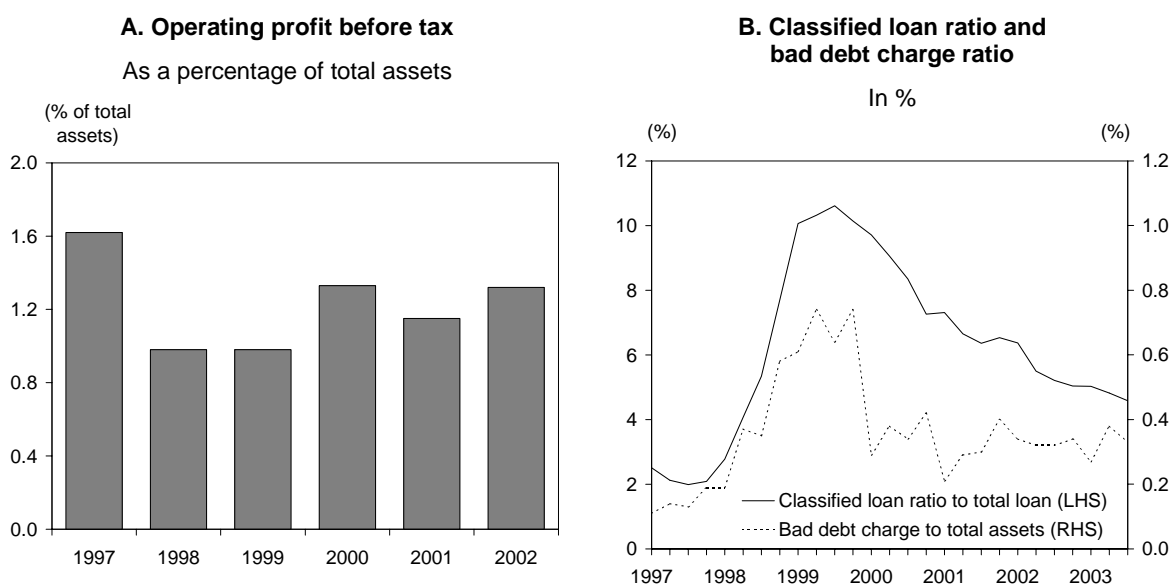 A. Operating profit before tax
As a percentage of total assets
(% of total
assets)
2.0
1.6
1.2
0.8
0.4
0.0
1997 1998 1999 2000 2001 2002
B. Classified loan ratio and
bad debt charge ratio
In %
(%) (%)
12 1.2
10 1.0
8 0.8
6 0.6
4 0.4
2 0.2
0 0.0
Classified loan ratio to total loan (LHS)
Bad debt charge to total assets (RHS)
1997 1998 1999 2000 2001 2002 2003